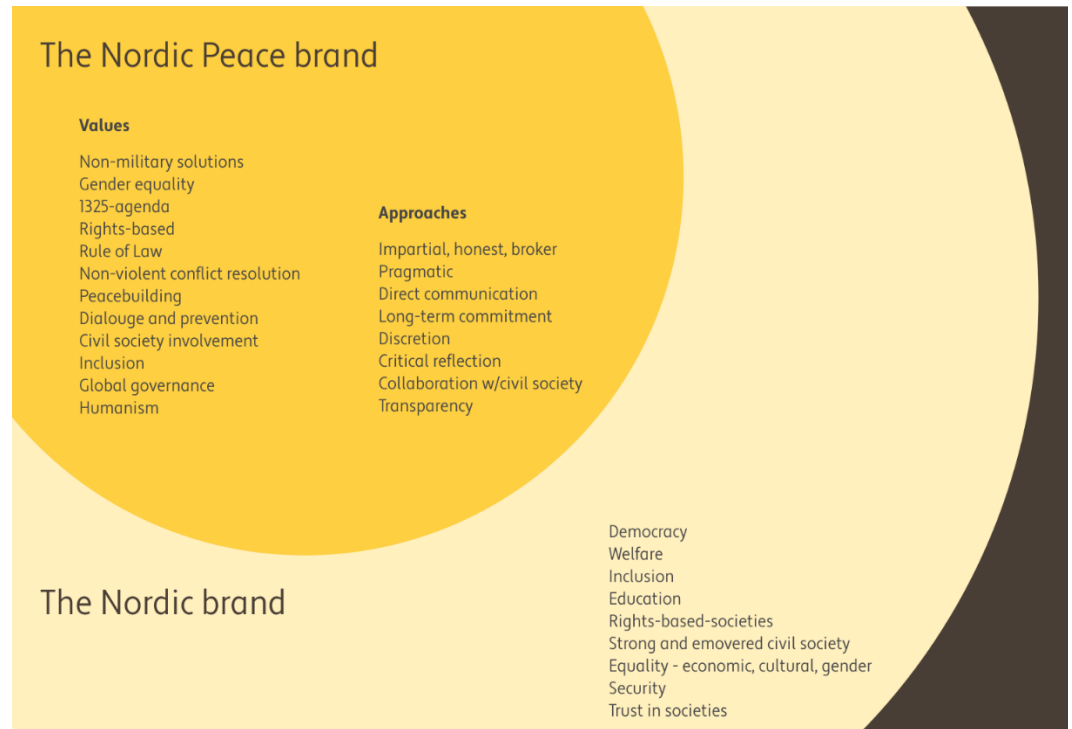 The Nordic Peace brand
Values
Non-military solutions
Gender equality
1325-agenda
Rights-based
Rule of Law
Non-violent conflict resolution
Peacebuilding
Dialouge and prevention
Civil society involvement
Inclusion
Global governance
Humanism
Approaches
Impartial, honest, broker
Pragmatic
Direct communication
Long-term commitment
Discretion
Critical reflection
Collaboration w/civil society
Transparency
The Nordic brand
Democracy
Welfare
Inclusion
Education
Rights-based-societies
Strong and emovered civil society
Equality - economic, cultural, gender
Security
Trust in societies